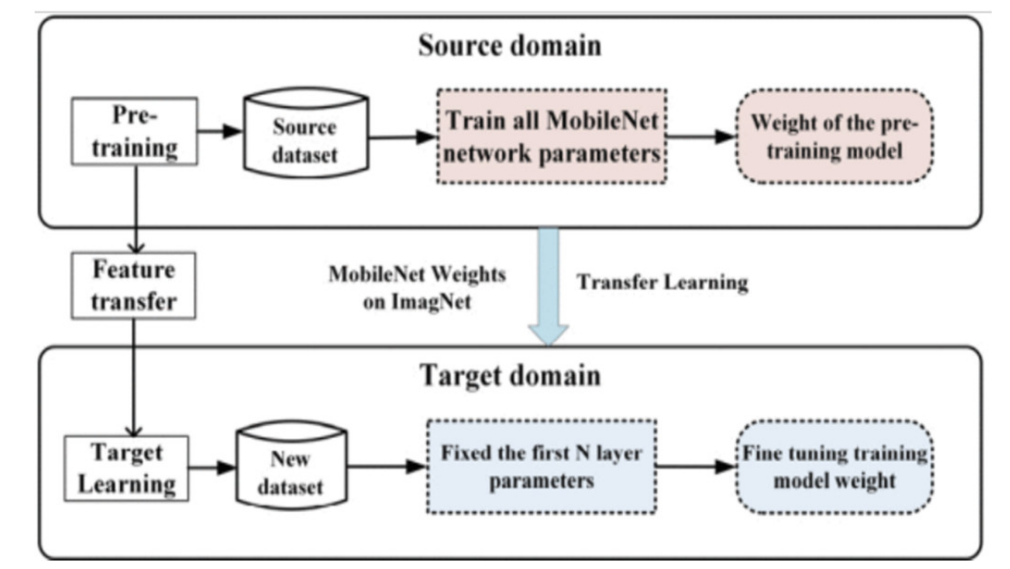 Source domain
Pre-
training
Source
dataset
Train all MobileNet
network parameters
Weight of the pre-
training model
Feature
transfer
MobileNet Weights
on ImagNet
Transfer Learning
Target domain
Target
Learning
New
dataset
Fixed the first N layer
parameters
Fine tuning training
model weight